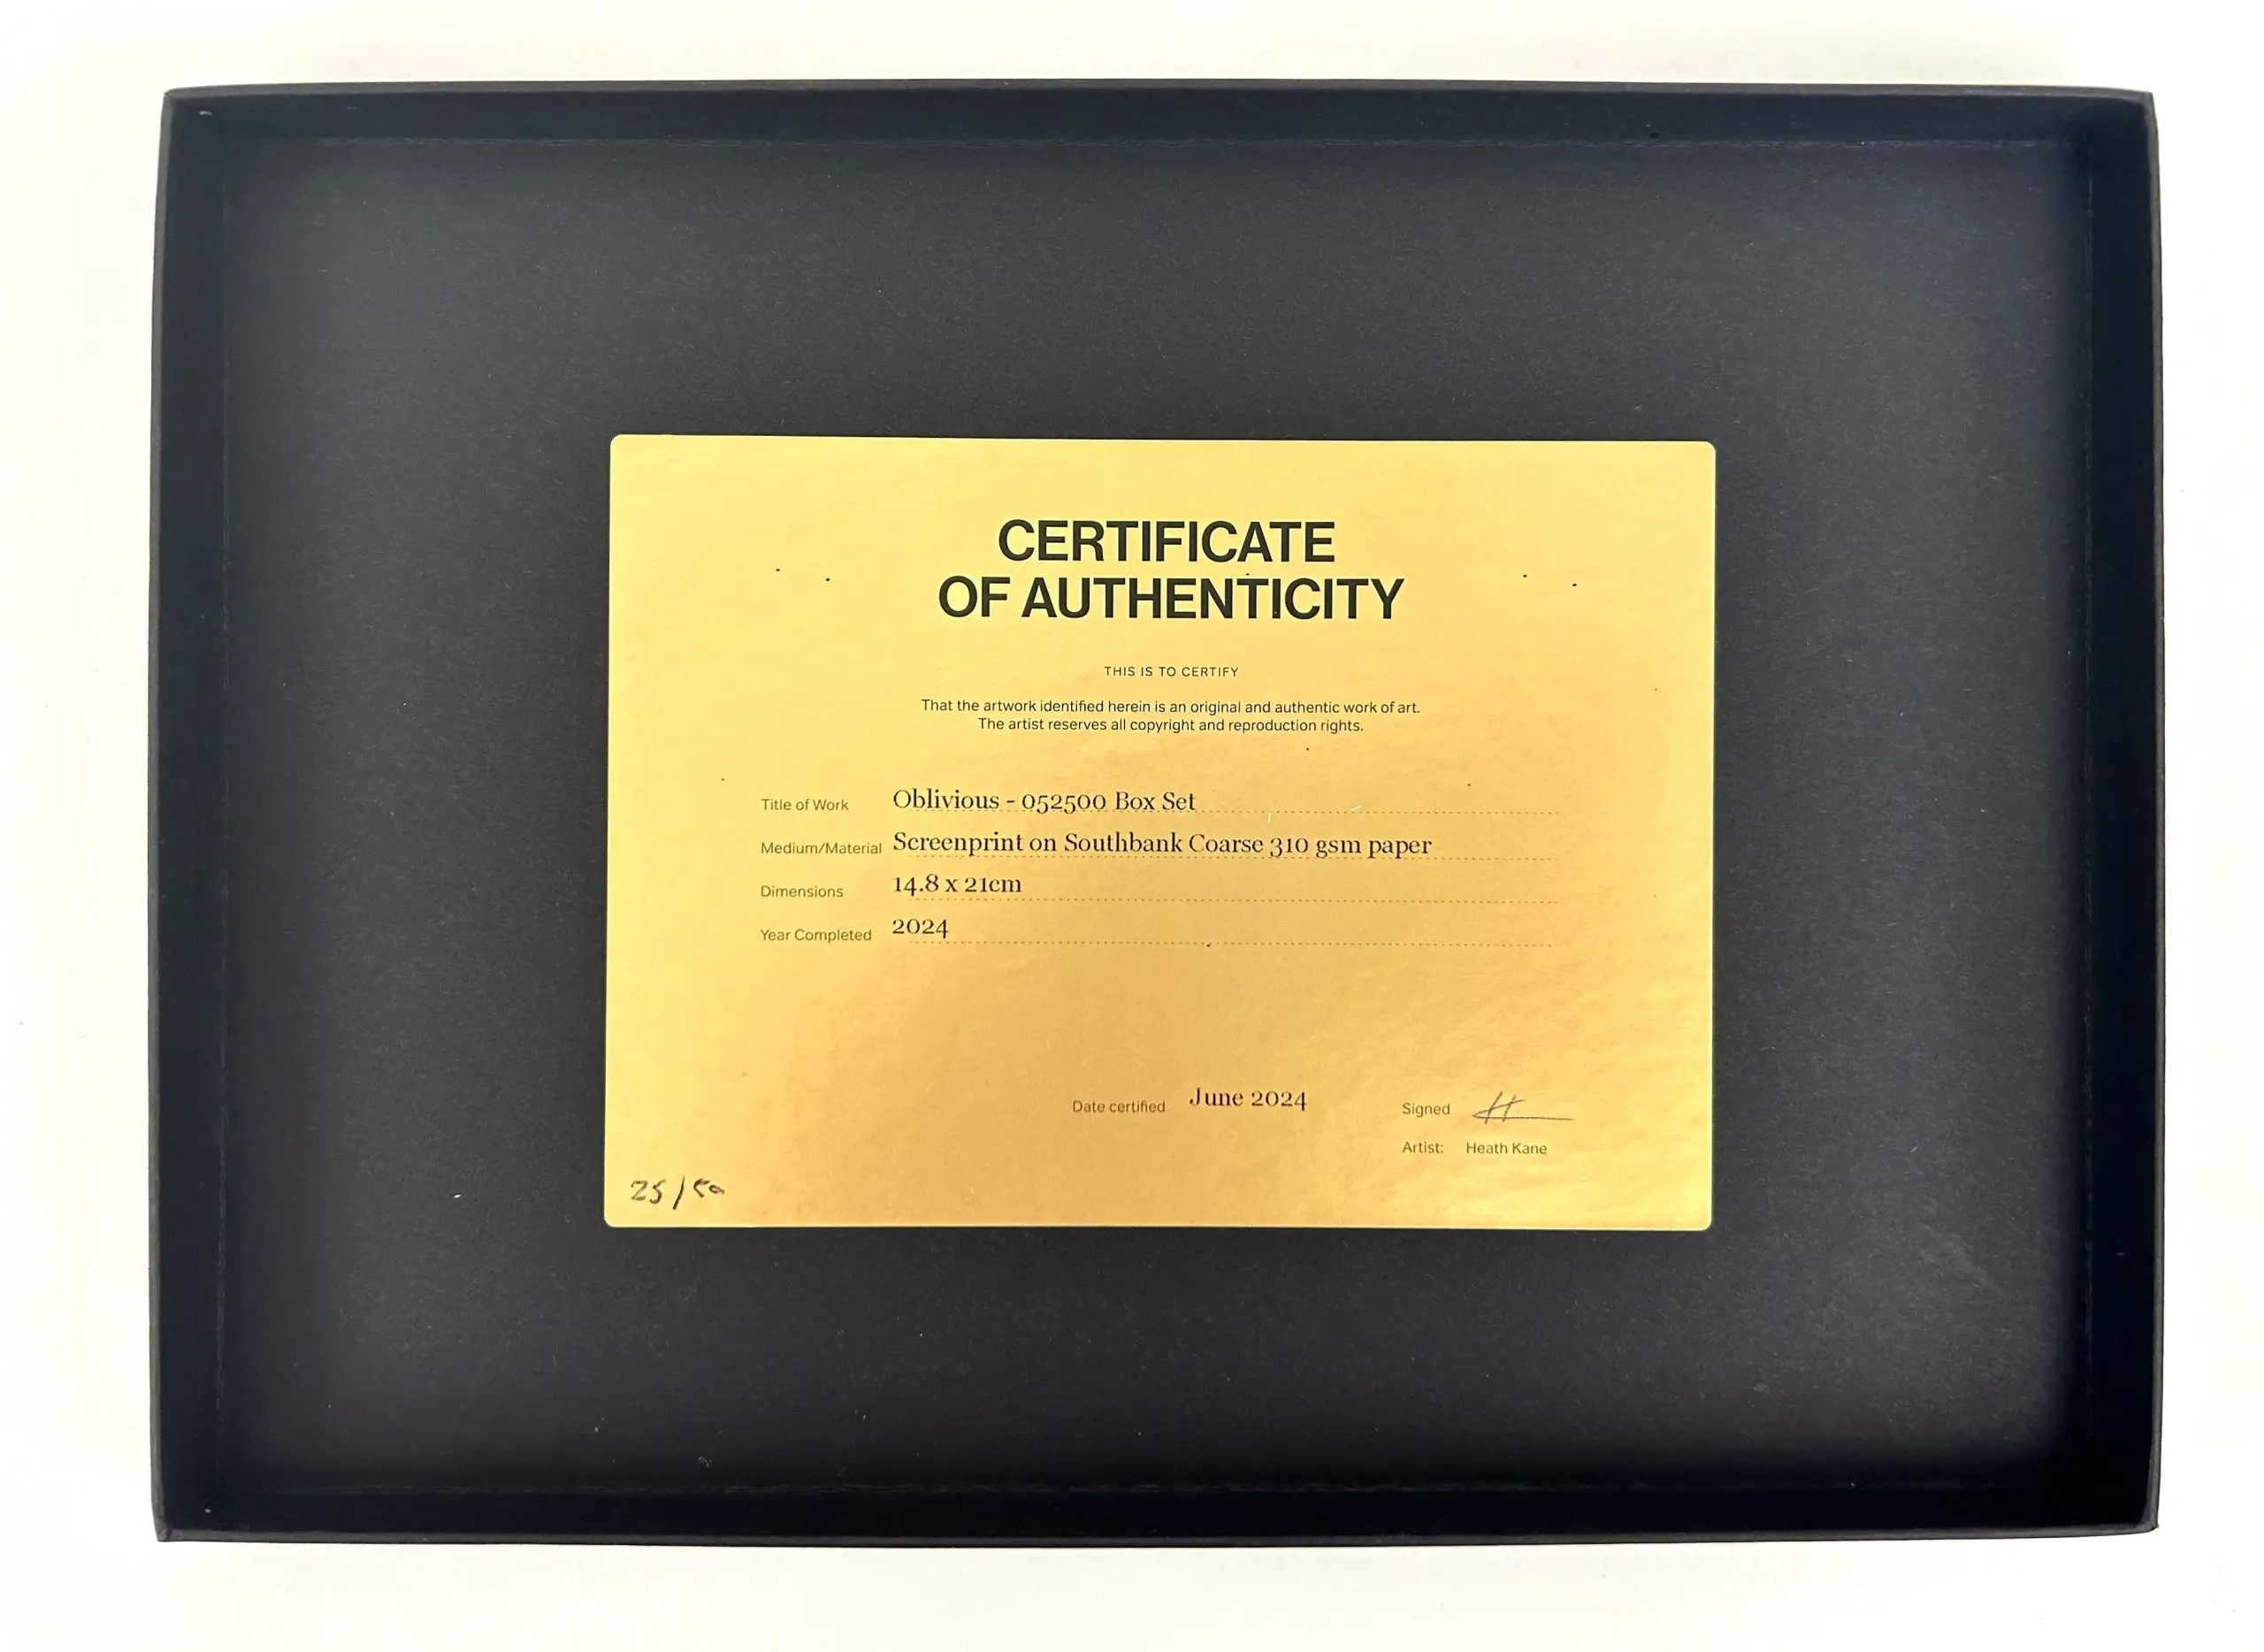 CERTIFICATE
OF AUTHENTICITY
THIS IS TO CERTIFY
That the artwork identified herein is an original and authentic work of art.
The artist reserves all copyright and reproduction rights.
Title of Work Oblivious - 052500 Box Set
Medium/Material Screenprint on Southbank Coarse 310 gsm paper
Dimensions 14.8 x 21cm
Year Completed 2024
Date certified June 2024
Signed
Artist: Heath Kane
25/50